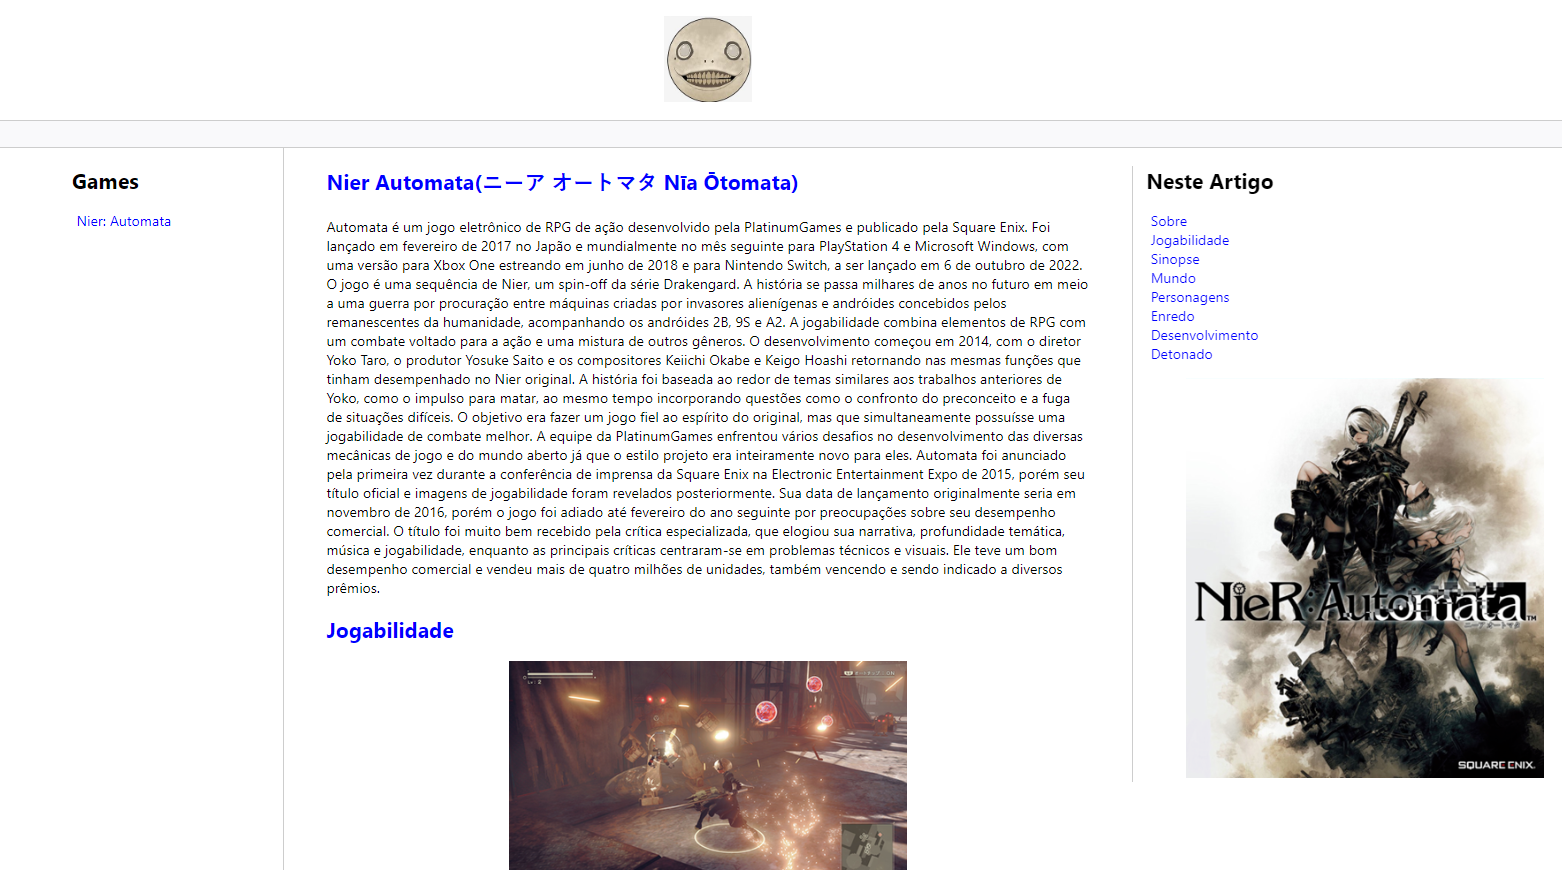 Games
Nier: Automata
Nier Automata(ニーア オートマタ Nīa Ōtomata)
Automata é um jogo eletrônico de RPG de ação desenvolvido pela PlatinumGames e publicado pela Square Enix. Foi
lançado em fevereiro de 2017 no Japão e mundialmente no mês seguinte para PlayStation 4 e Microsoft Windows, com
uma versão para Xbox One estreando em junho de 2018 e para Nintendo Switch, a ser lançado em 6 de outubro de 2022.
O jogo é uma sequência de Nier, um spin-off da série Drakengard. A história se passa milhares de anos no futuro em meio
a uma guerra por procuração entre máquinas criadas por invasores alienígenas e andróides concebidos pelos
remanescentes da humanidade, acompanhando os andróides 2B, 9S e A2. A jogabilidade combina elementos de RPG com
um combate voltado para a ação e uma mistura de outros gêneros. O desenvolvimento começou em 2014, com o diretor
Yoko Taro, o produtor Yosuke Saito e os compositores Keiichi Okabe e Keigo Hoashi retornando nas mesmas funções que
tinham desempenhado no Nier original. A história foi baseada ao redor de temas similares aos trabalhos anteriores de
Yoko, como o impulso para matar, ao mesmo tempo incorporando questões como o confronto do preconceito e a fuga
de situações difíceis. O objetivo era fazer um jogo fiel ao espírito do original, mas que simultaneamente possuísse uma
jogabilidade de combate melhor. A equipe da PlatinumGames enfrentou vários desafios no desenvolvimento das diversas
mecânicas de jogo e do mundo aberto já que o estilo projeto era inteiramente novo para eles. Automata foi anunciado
pela primeira vez durante a conferência de imprensa da Square Enix na Electronic Entertainment Expo de 2015, porém seu
título oficial e imagens de jogabilidade foram revelados posteriormente. Sua data de lançamento originalmente seria em
novembro de 2016, porém o jogo foi adiado até fevereiro do ano seguinte por preocupações sobre seu desempenho
comercial. O título foi muito bem recebido pela crítica especializada, que elogiou sua narrativa, profundidade temática,
música e jogabilidade, enquanto as principais críticas centraram-se em problemas técnicos e visuais. Ele teve um bom
desempenho comercial e vendeu mais de quatro milhões de unidades, também vencendo e sendo indicado a diversos
prêmios.
Jogabilidade
Neste Artigo
Sobre
Jogabilidade
Sinopse
Mundo
Personagens
Enredo
Desenvolvimento
Detonado
NieR:Automata™
ニーア オートマタ
SQUARE ENIX.